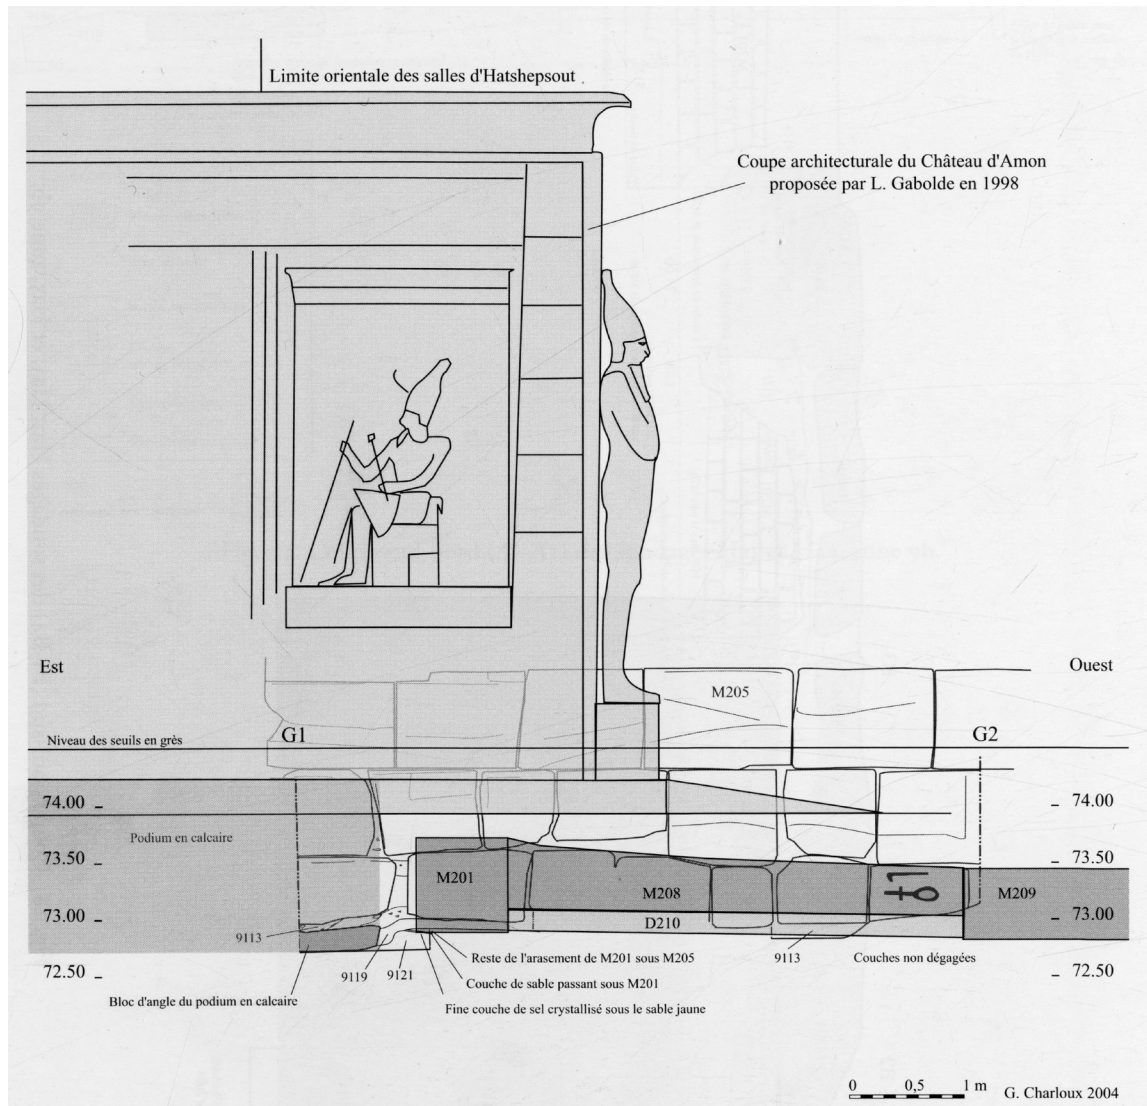 Limite orientale des salles d'Hatshepsout
Coupe architecturale du Château d'Amon
proposée par L. Gabolde en 1998
Est
Ouest
M205
G1
G2
Niveau des seuils en grès
74.00
74.00
Podium en calcaire
73.50
73.50
M201
M208
M209
73.00
73.00
D210
9113
9113
Couches non dégagées
Reste de l'arasement de M201 sous M205
72.50
72.50
9119
9121
Couche de sable passant sous M201
Bloc d'angle du podium en calcaire
Fine couche de sel crystallisé sous le sable jaune
0 0,5 1 m
G. Charloux 2004